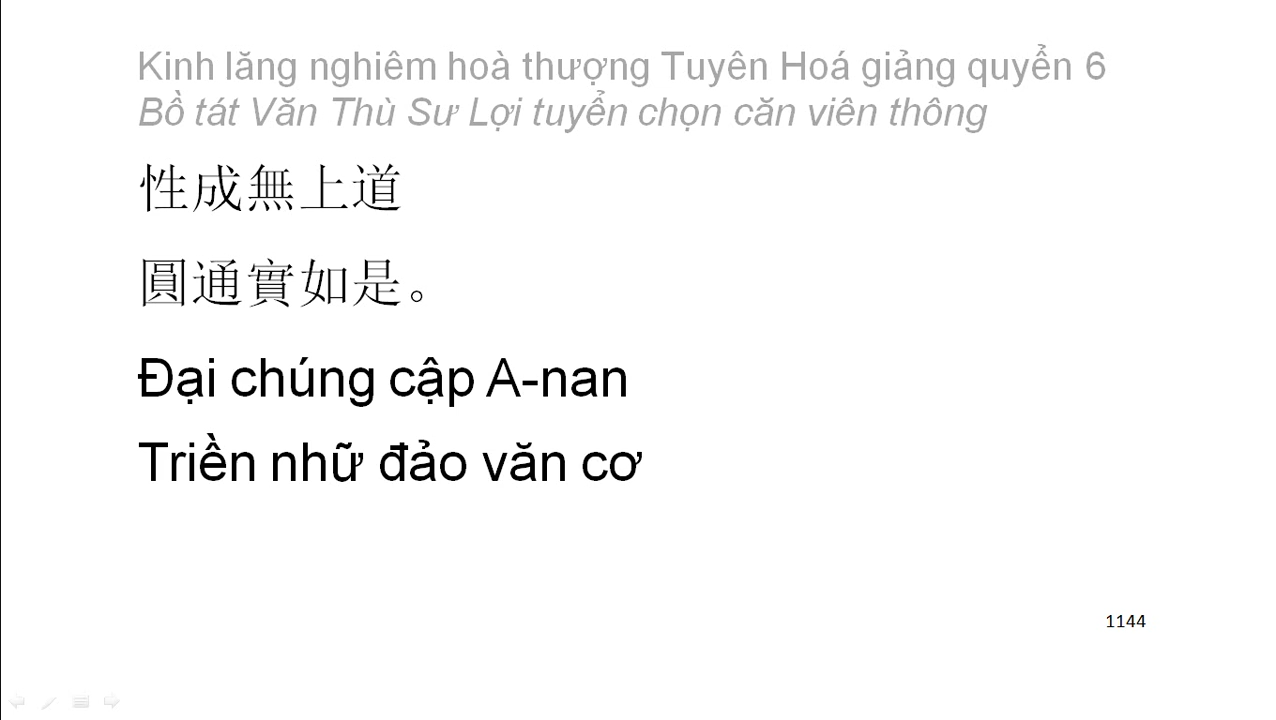 Kinh lăng nghiêm hoà thượng Tuyên Hoá giảng quyển 6
Bồ tát Văn Thù Sư Lợi tuyển chọn căn viên thông
性成無上道
圓通實如是。
Đại chúng cập A-nan
Triền nhữ đảo văn cơ
1144